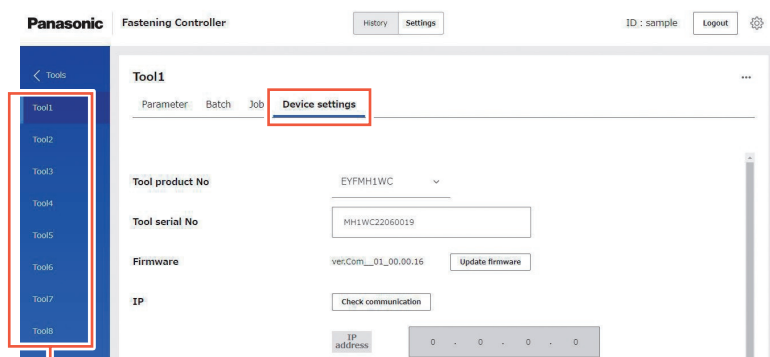 Panasonic Fastening Controller History Settings ID : sample Logout
Tools
Tool1
Tool2
Tool3
Tool4
Tool5
Tool6
Tool7
Tool8
Tool1 ...
Parameter Batch Job Device settings
Tool product No EYFMH1WC
Tool serial No MH1WC22060019
Firmware ver.Com__01_00.00.16 Update firmware
IP Check communication
IP
address 0 . 0 . 0 . 0